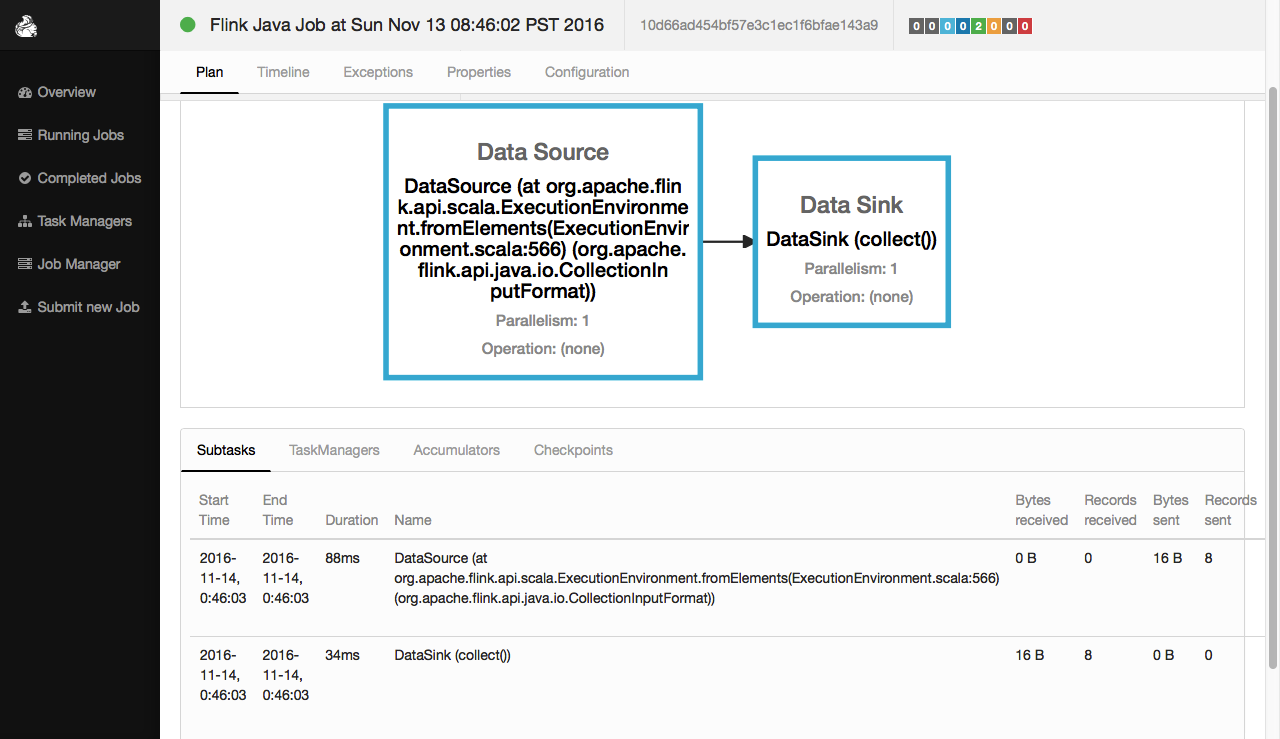 Flink Java Job at Sun Nov 13 08:46:02 PST 2016
10d66ad454bf57e3c1ec1f6bfae143a9
0 0 0 0 2 0 0 0
Overview
Running Jobs
Completed Jobs
Task Managers
Job Manager
Submit new Job
Plan Timeline Exceptions Properties Configuration
Data Source
DataSource (at org.apache.flin
k.api.scala.ExecutionEnvironme
nt.fromElements(ExecutionEnvir
onment.scala:566) (org.apache.
flink.api.java.io.CollectionIn
putFormat))
Parallelism: 1
Operation: (none)
Data Sink
DataSink (collect())
Parallelism: 1
Operation: (none)
Subtasks TaskManagers Accumulators Checkpoints
Start End Bytes Records Bytes Records
Time Time Duration Name received received sent sent
2016- 2016- 88ms DataSource (at 0 B 0 16 B 8
11-14, 11-14, org.apache.flink.api.scala.ExecutionEnvironment.fromElements(ExecutionEnvironment.scala:566)
0:46:03 0:46:03 (org.apache.flink.api.java.io.CollectionInputFormat))
2016- 2016- 34ms DataSink (collect()) 16 B 8 0 B 0
11-14, 11-14,
0:46:03 0:46:03